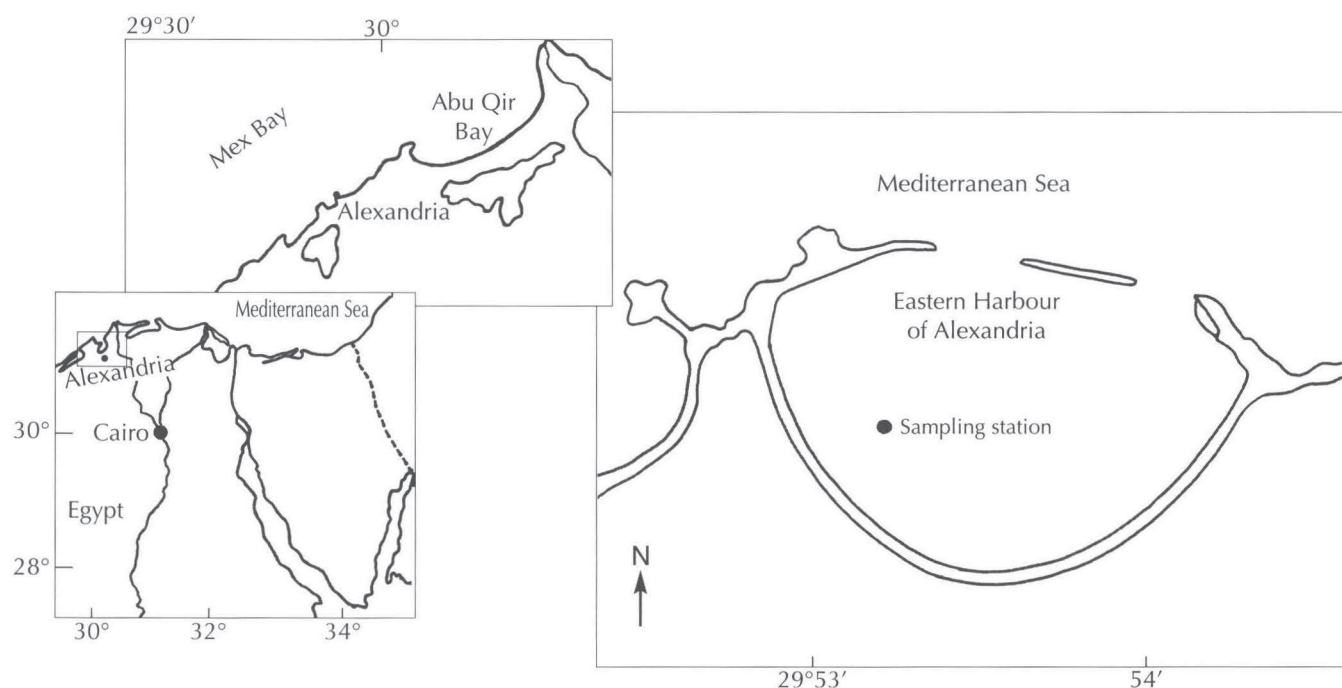 29°30′
30°
Mex Bay
Abu Qir
Bay
Alexandria
Mediterranean Sea
Alexandria
30°
Cairo
Egypt
28°
30°
32°
34°
Mediterranean Sea
Eastern Harbour
of Alexandria
Sampling station
N
29°53′
54′